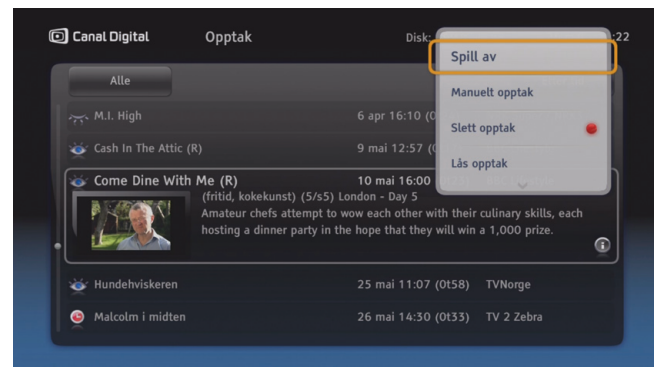 Canal Digital Opptak Disk: :22
Spill av
Alle
Manuelt opptak
M.I. High 6 apr 16:10 (0
Slett opptak
Cash In The Attic (R) 9 mai 12:57 (0
Lås opptak
Come Dine With Me (R) 10 mai 16:00
(fritid, kokekunst) (5/s5) London - Day 5
Amateur chefs attempt to wow each other with their culinary skills, each
hosting a dinner party in the hope that they will win a 1,000 prize.
Hundehviskeren 25 mai 11:07 (0t58) TVNorge
Malcolm i midten 26 mai 14:30 (0t33) TV 2 Zebra